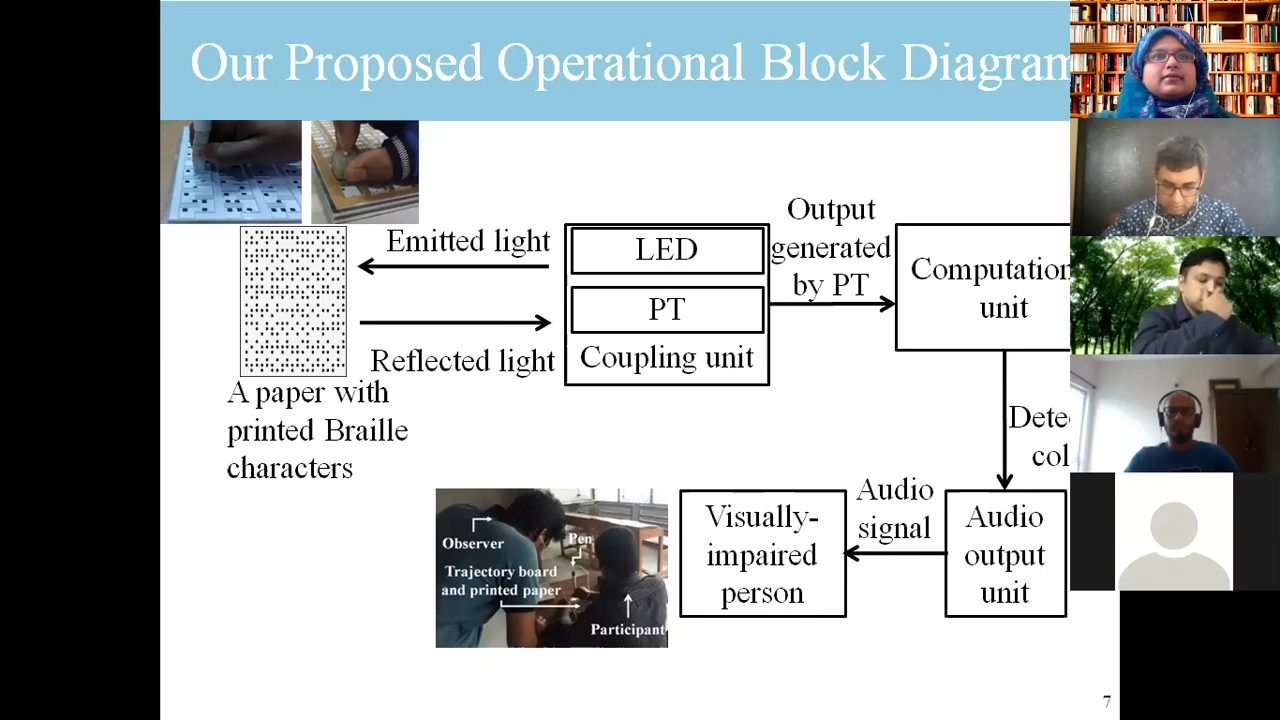 Our Proposed Operational Block Diagram
Emitted light
Reflected light
A paper with
printed Braille
characters
LED
PT
Coupling unit
Output
generated
by PT
Computation
unit
Audio
output
unit
Audio
signal
Visually-
impaired
person
Observer
Pen
Trajectory board
and printed paper
Participant
7